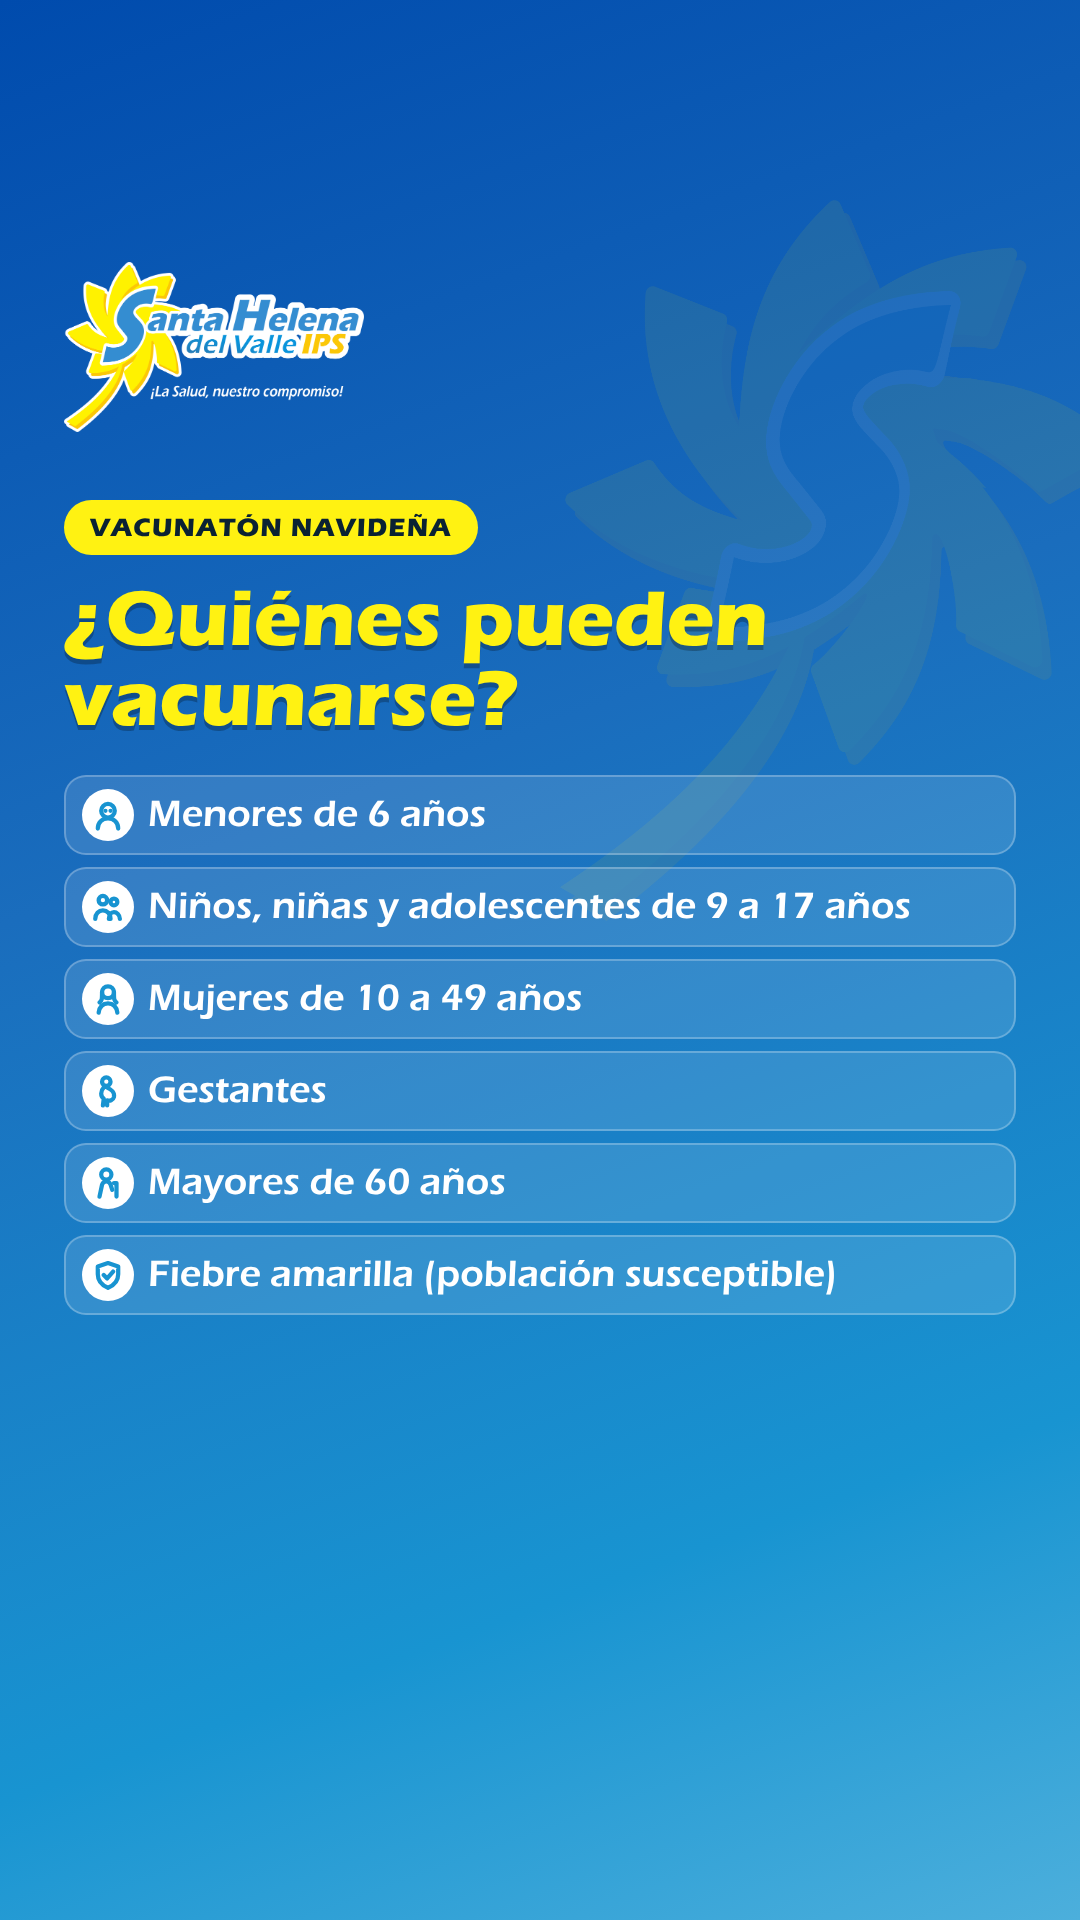 Santa Helena
del Valle IPS
¡La Salud, nuestro compromiso!
VACUNATÓN NAVIDEÑA
¿Quiénes pueden
vacunarse?
Menores de 6 años
Niños, niñas y adolescentes de 9 a 17 años
Mujeres de 10 a 49 años
Gestantes
Mayores de 60 años
Fiebre amarilla (población susceptible)